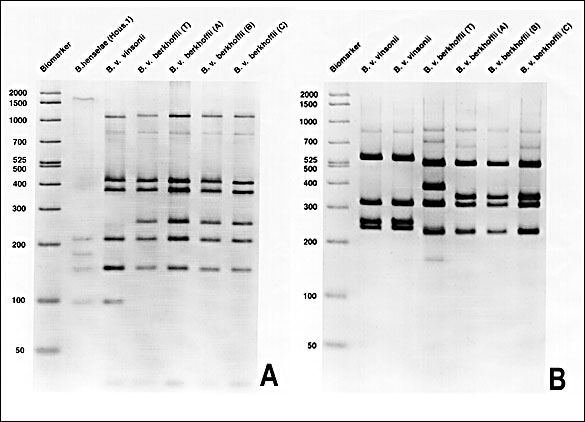 Biomarker
B.henselae (Hous.1)
B. v. vinsonii
B. v. berkhoffii (T)
B. v. berkhoffii (A)
B. v. berkhoffii (B)
B. v. berkhoffii (C)
2000
1500
1000
700
525
500
400
300
200
100
50
A
Biomarker
B. v. vinsonii
B. v. vinsonii
B. v. berkhoffii (T)
B. v. berkhoffii (A)
B. v. berkhoffii (B)
B. v. berkhoffii (C)
2000
1500
1000
700
525
500
400
300
200
100
50
B